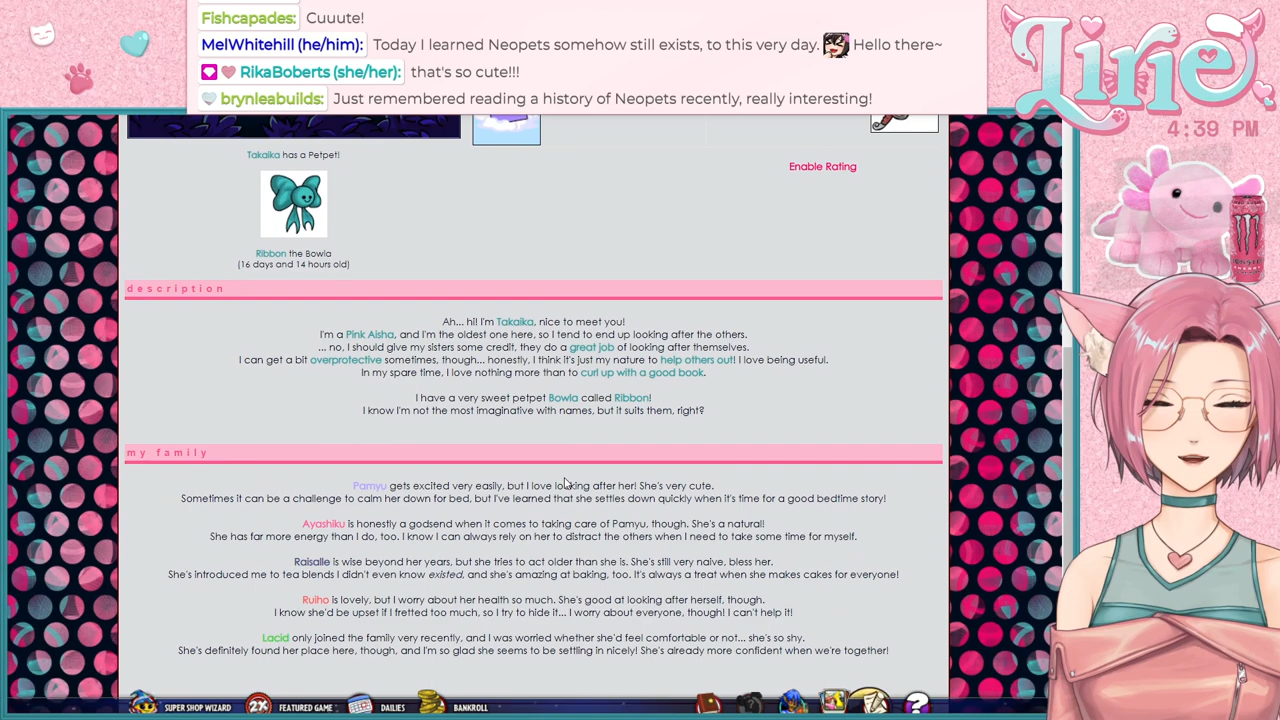 Fishcapades: Cuuute!
MelWhitehill (he/him): Today I learned Neopets somehow still exists, to this very day. Hello there~
RikaBoberts (she/her): that's so cute!!!
brynleabuilds: Just remembered reading a history of Neopets recently, really interesting!
Lirie
4:39 PM
Takaika has a Petpet!
Enable Rating
Ribbon the Bowla
(16 days and 14 hours old)
description
Ah... hi! I'm Takaika, nice to meet you!
I'm a Pink Aisha, and I'm the oldest one here, so I tend to end up looking after the others.
... no, I should give my sisters some credit, they do a great job of looking after themselves.
I can get a bit overprotective sometimes, though... honestly, I think it's just my nature to help others out! I love being useful.
In my spare time, I love nothing more than to curl up with a good book.
I have a very sweet petpet Bowla called Ribbon!
I know I'm not the most imaginative with names, but it suits them, right?
my family
Pamyu gets excited very easily, but I love looking after her! She's very cute.
Sometimes it can be a challenge to calm her down for bed, but I've learned that she settles down quickly when it's time for a good bedtime story!
Ayashiku is honestly a godsend when it comes to taking care of Pamyu, though. She's a natural!
She has far more energy than I do, too. I know I can always rely on her to distract the others when I need to take some time for myself.
Raisalle is wise beyond her years, but she tries to act older than she is. She's still very naive, bless her.
She's introduced me to tea blends I didn't even know existed, and she's amazing at baking, too. It's always a treat when she makes cakes for everyone!
Ruiho is lovely, but I worry about her health so much. She's good at looking after herself, though.
I know she'd be upset if I fretted too much, so I try to hide it... I worry about everyone, though! I can't help it!
Lacid only joined the family very recently, and I was worried whether she'd feel comfortable or not... she's so shy.
She's definitely found her place here, though, and I'm so glad she seems to be settling in nicely! She's already more confident when we're together!
SUPER SHOP WIZARD
2X
FEATURED GAME
DAILIES
BANKROLL
?